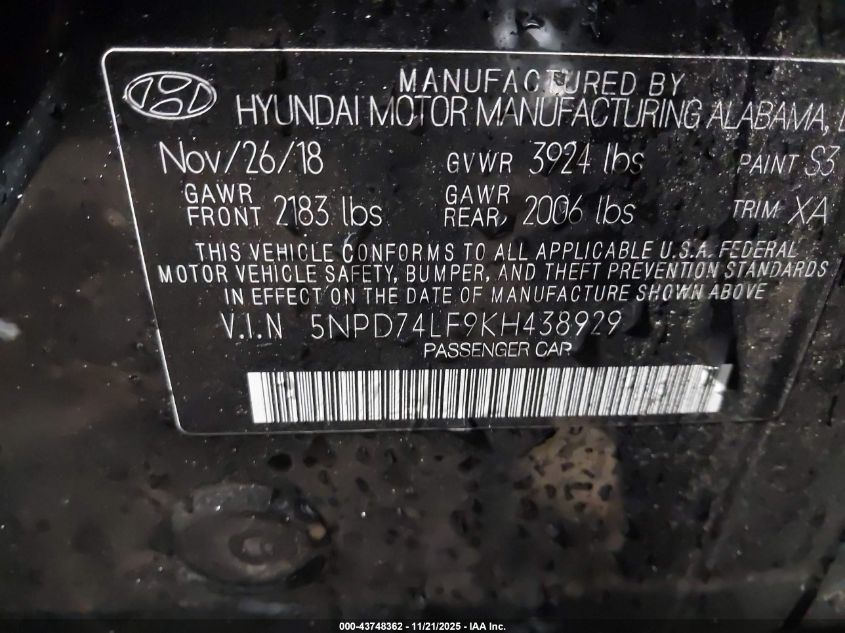 MANUFACTURED BY
HYUNDAI MOTOR MANUFACTURING ALABAMA,
Nov/26/18 GVWR 3924 lbs PAINT S3
GAWR FRONT 2183 lbs GAWR REAR 2006 lbs TRIM XA
THIS VEHICLE CONFORMS TO ALL APPLICABLE U.S.A. FEDERAL
MOTOR VEHICLE SAFETY, BUMPER, AND THEFT PREVENTION STANDARDS
IN EFFECT ON THE DATE OF MANUFACTURE SHOWN ABOVE
V.I.N 5NPD74LF9KH438929
PASSENGER CAR
000-43748362 - 11/21/2025 - IAA Inc.